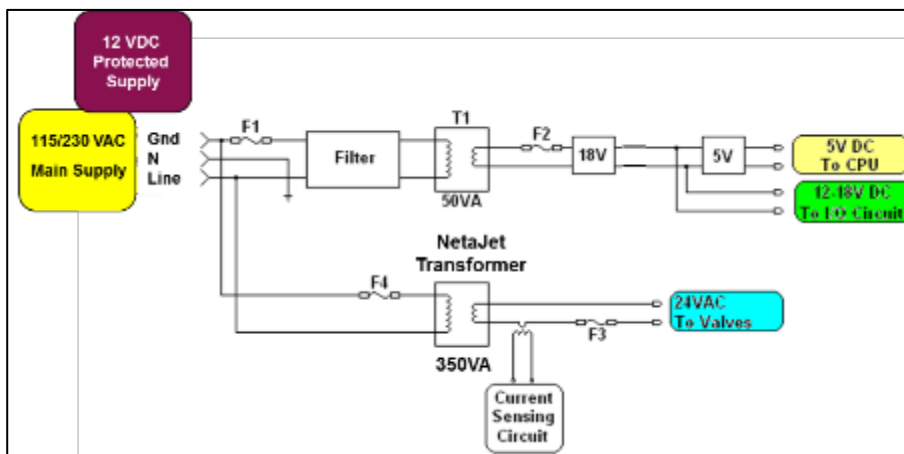 12 VDC
Protected
Supply
115/230 VAC
Main Supply
Gnd
N
Line
F1
Filter
T1
50VA
F2
18V
5V
5V DC
To CPU
12-18V DC
To I/O Circuit
NetaJet
Transformer
F4
350VA
F3
24VAC
To Valves
Current
Sensing
Circuit